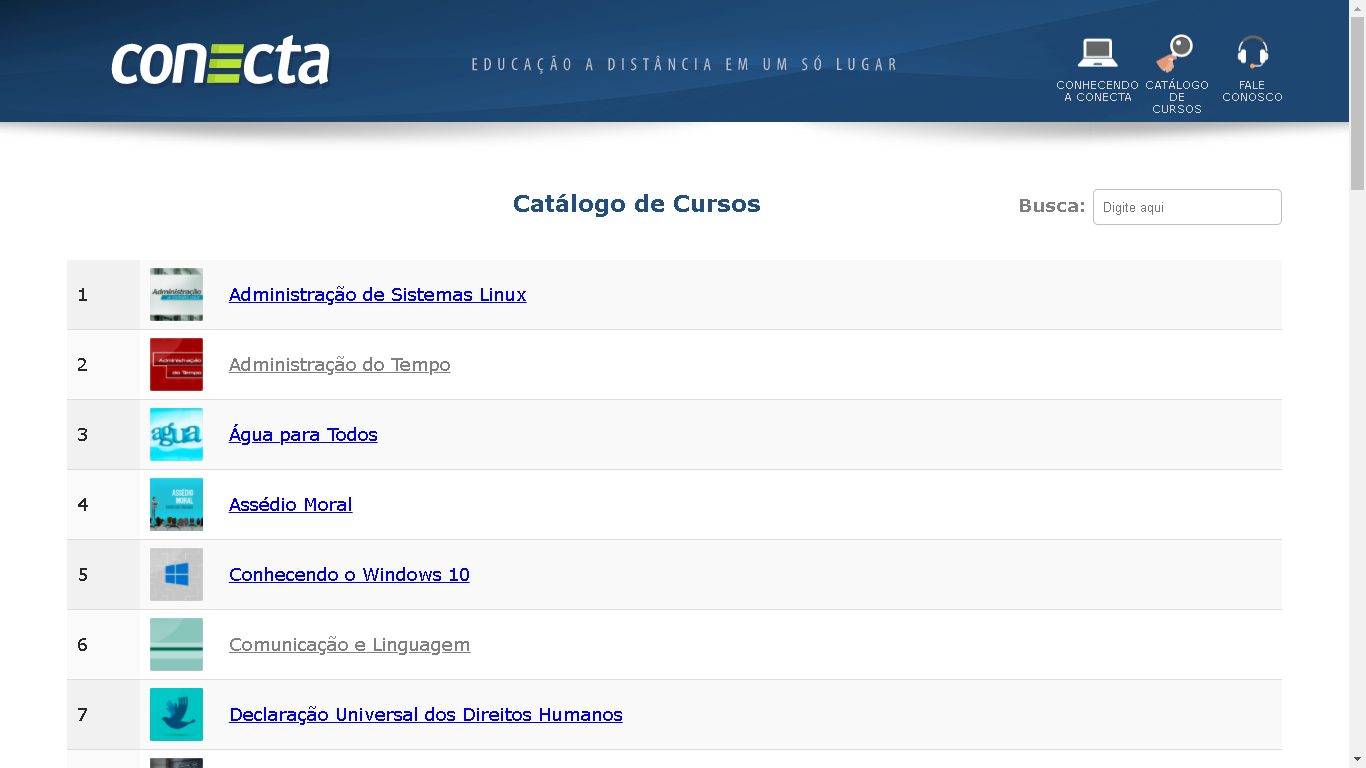 conecta
EDUCAÇÃO A DISTÂNCIA EM UM SÓ LUGAR
CONHECENDO
A CONECTA
CATÁLOGO
DE
CURSOS
FALE
CONOSCO
Catálogo de Cursos
Busca:
Digite aqui
1
Administração
Administração de Sistemas Linux
2
Administração
do Tempo
Administração do Tempo
3
agua
Água para Todos
4
ASSÉDIO
MORAL
Assédio Moral
5
Conhecendo o Windows 10
6
Comunicação e Linguagem
7
Declaração Universal dos Direitos Humanos